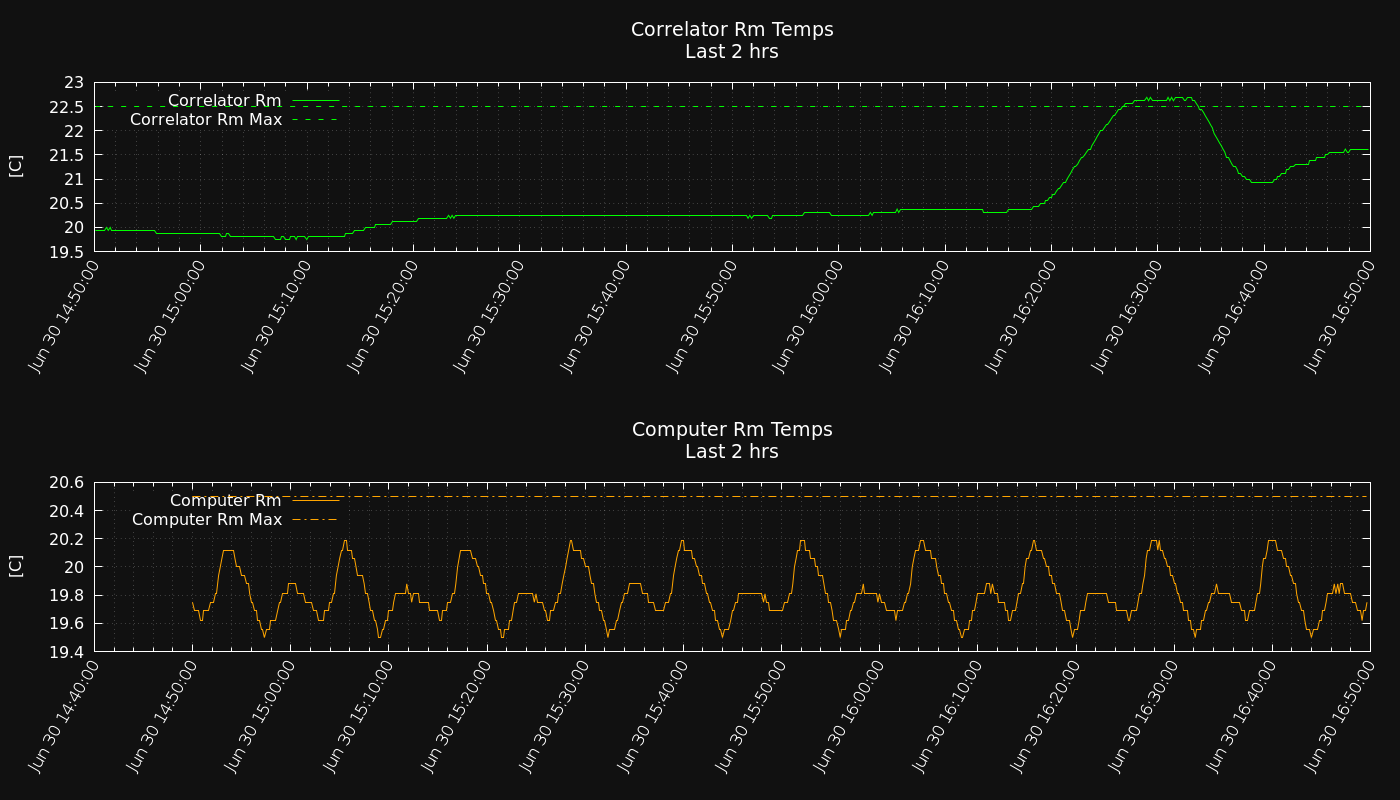 Correlator Rm Temps
Last 2 hrs
23
22.5
22
21.5
21
20.5
20
19.5
[C]
Correlator Rm
Correlator Rm Max
Jun 30 14:50:00
Jun 30 15:00:00
Jun 30 15:10:00
Jun 30 15:20:00
Jun 30 15:30:00
Jun 30 15:40:00
Jun 30 15:50:00
Jun 30 16:00:00
Jun 30 16:10:00
Jun 30 16:20:00
Jun 30 16:30:00
Jun 30 16:40:00
Jun 30 16:50:00
Computer Rm Temps
Last 2 hrs
20.6
20.4
20.2
20
19.8
19.6
19.4
[C]
Computer Rm
Computer Rm Max
Jun 30 14:40:00
Jun 30 14:50:00
Jun 30 15:00:00
Jun 30 15:10:00
Jun 30 15:20:00
Jun 30 15:30:00
Jun 30 15:40:00
Jun 30 15:50:00
Jun 30 16:00:00
Jun 30 16:10:00
Jun 30 16:20:00
Jun 30 16:30:00
Jun 30 16:40:00
Jun 30 16:50:00